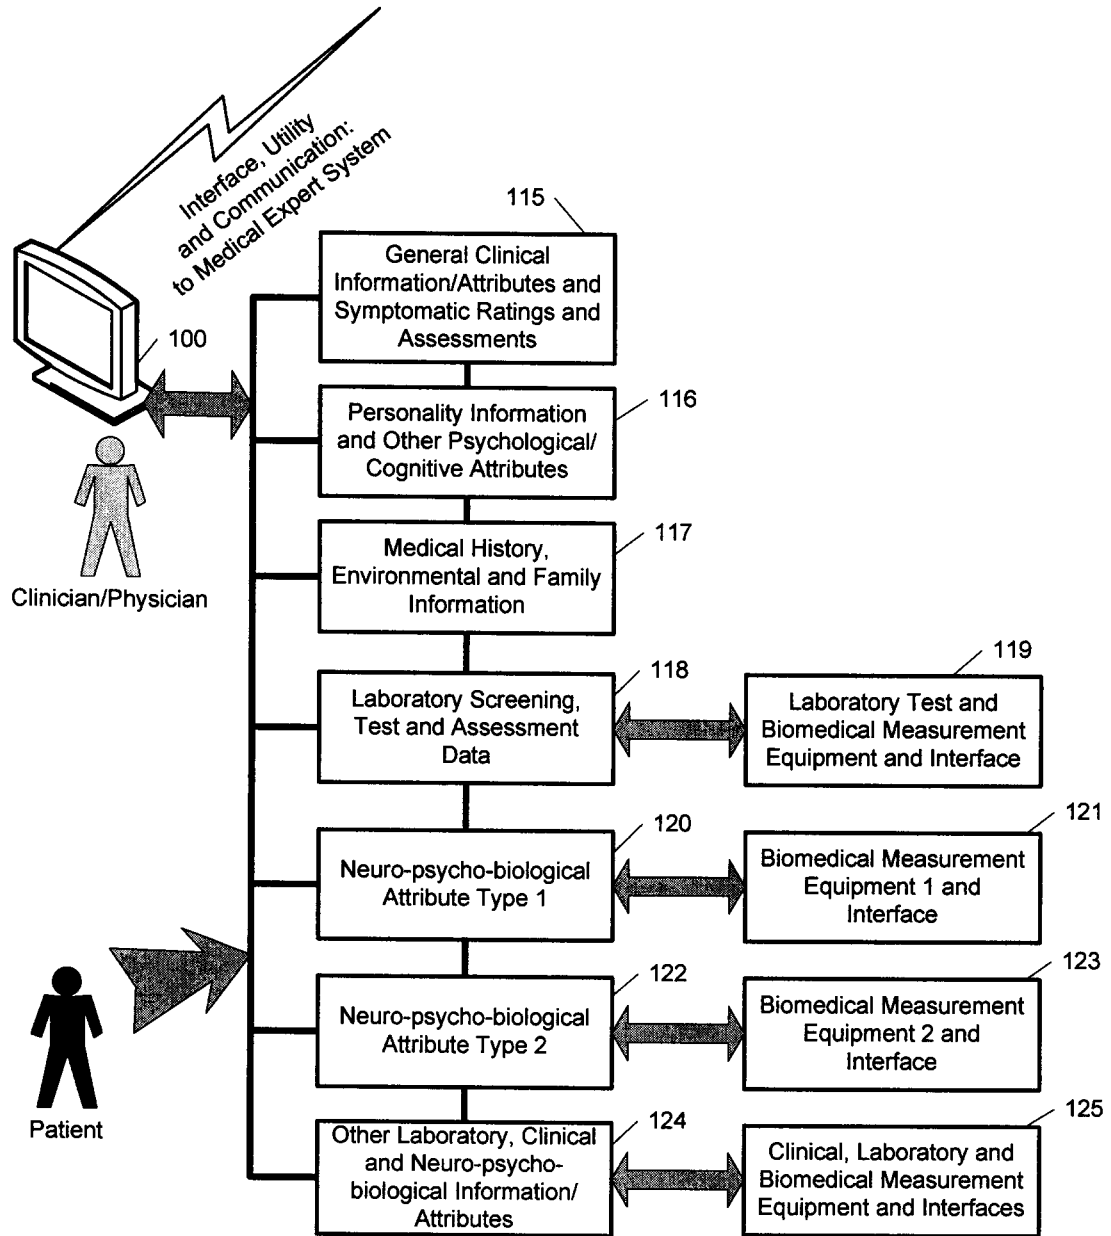 Interface, Utility
and Communication:
to Medical Expert System
115
General Clinical
Information/Attributes and
Symptomatic Ratings and
Assessments
100
116
Personality Information
and Other Psychological/
Cognitive Attributes
117
Medical History,
Environmental and Family
Information
Clinician/Physician
118
Laboratory Screening,
Test and Assessment
Data
119
Laboratory Test and
Biomedical Measurement
Equipment and Interface
120
Neuro-psycho-biological
Attribute Type 1
121
Biomedical Measurement
Equipment 1 and
Interface
122
Neuro-psycho-biological
Attribute Type 2
123
Biomedical Measurement
Equipment 2 and
Interface
Patient
124
Other Laboratory, Clinical
and Neuro-psycho-
biological Information/
Attributes
125
Clinical, Laboratory and
Biomedical Measurement
Equipment and Interfaces